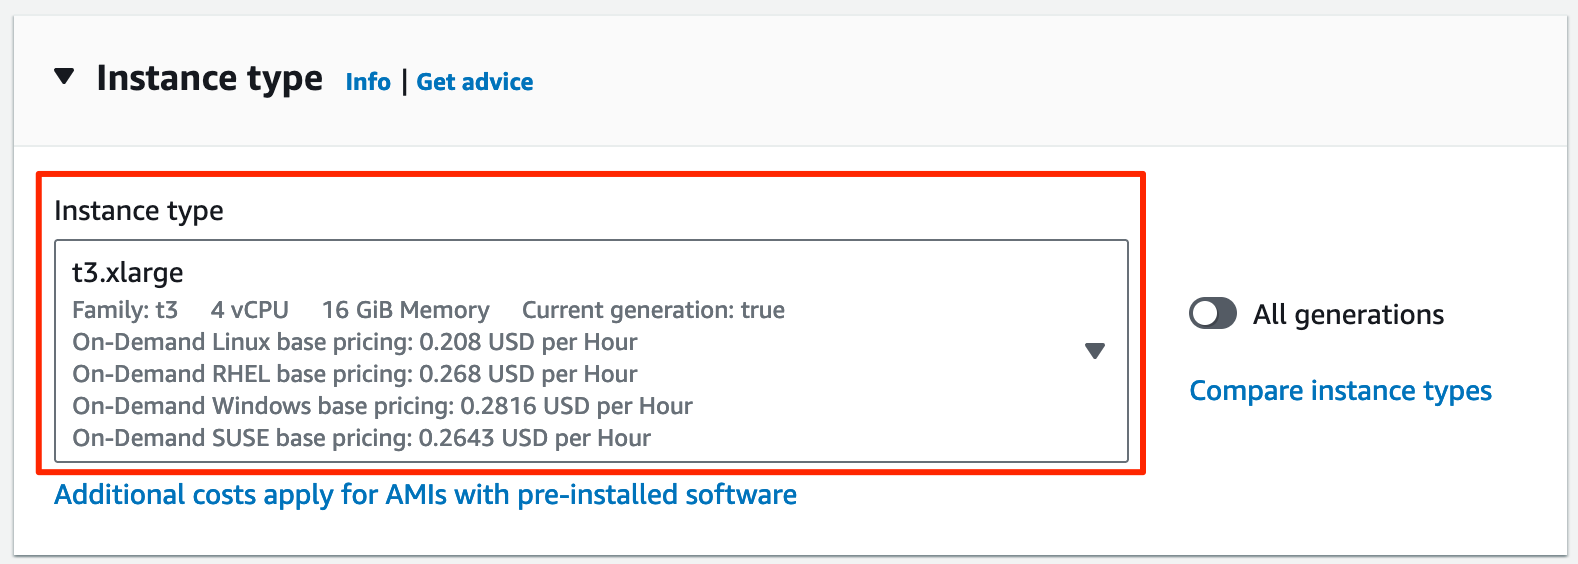 Instance type Info | Get advice
Instance type
t3.xlarge
Family: t3 4 vCPU 16 GiB Memory Current generation: true
On-Demand Linux base pricing: 0.208 USD per Hour
On-Demand RHEL base pricing: 0.268 USD per Hour
On-Demand Windows base pricing: 0.2816 USD per Hour
On-Demand SUSE base pricing: 0.2643 USD per Hour
All generations
Compare instance types
Additional costs apply for AMIs with pre-installed software